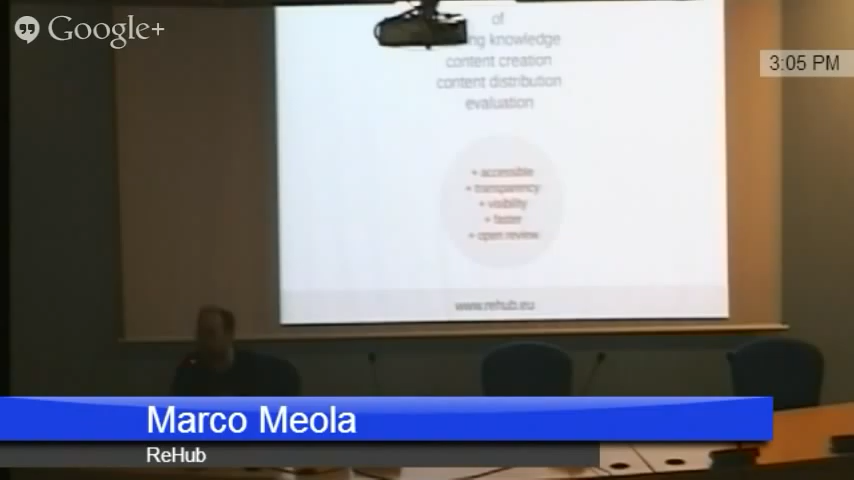 Google+
3:05 PM
of
knowledge
content creation
content distribution
evaluation
+ accessible
+ transparency
+ visibility
+ faster
+ open review
www.rehub.eu
Marco Meola
ReHub